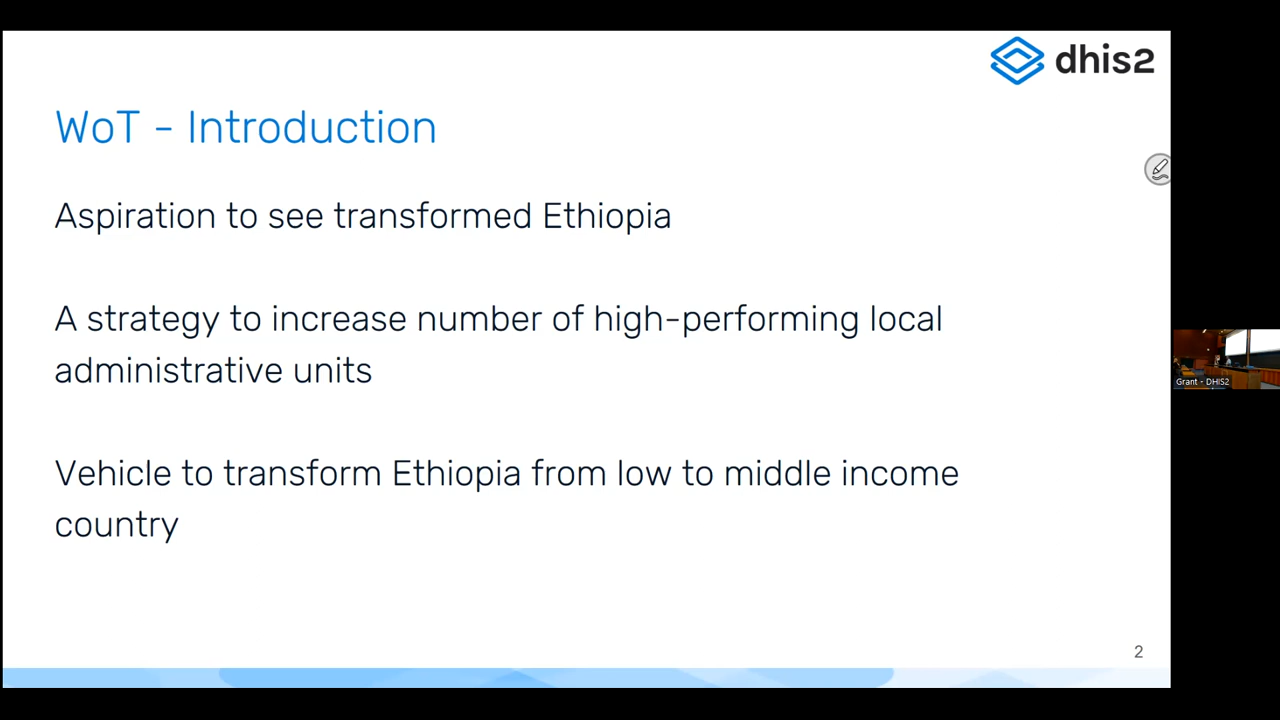 dhis2
WoT - Introduction
Aspiration to see transformed Ethiopia
A strategy to increase number of high-performing local
administrative units
Vehicle to transform Ethiopia from low to middle income
country
Grant - DHIS2
2